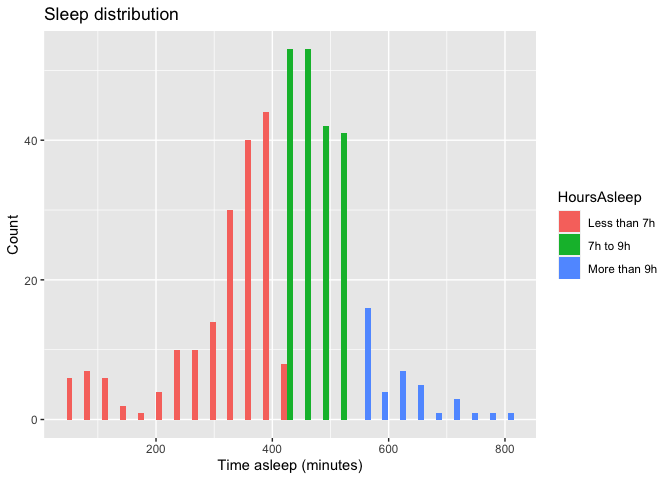 Sleep distribution
Count
40
20
0
200 400 600 800
Time asleep (minutes)
HoursAsleep
Less than 7h
7h to 9h
More than 9h